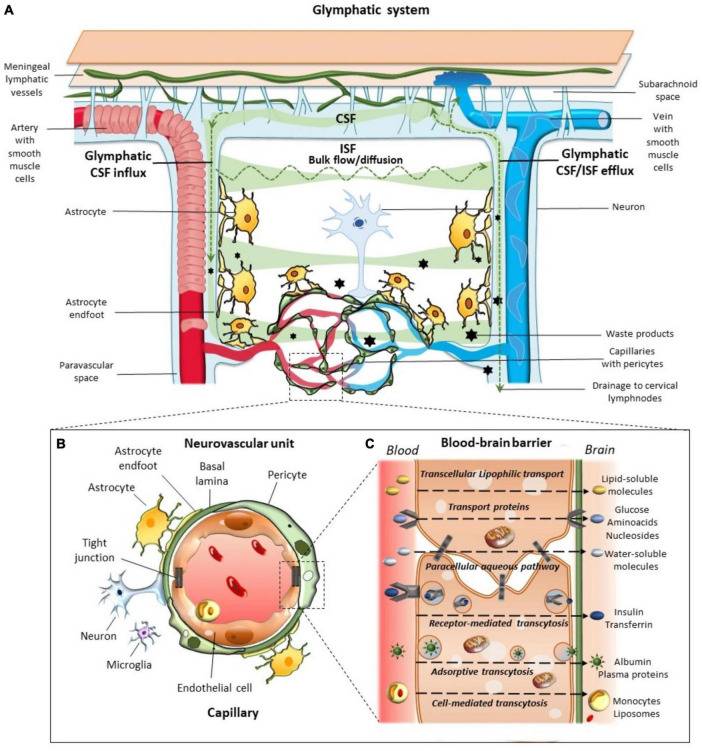 A
Glymphatic system
Meningeal
lymphatic
vessels
Subarachnoid
space
Artery
with
smooth
muscle
cells
CSF
Vein
with
smooth
muscle
cells
Glymphatic
CSF influx
ISF
Bulk flow/diffusion
Glymphatic
CSF/ISF efflux
Astrocyte
Neuron
Astrocyte
endfoot
Waste products
Paravascular
space
Capillaries
with pericytes
Drainage to cervical
lymphnodes
B
Neurovascular unit
Astrocyte
endfoot
Basal
lamina
Pericyte
Astrocyte
Tight
junction
Neuron
Microglia
Endothelial cell
Capillary
C
Blood-brain barrier
Blood
Brain
Transcellular Lipophilic transport
Lipid-soluble
molecules
Transport proteins
Glucose
Aminoacids
Nucleosides
Water-soluble
molecules
Paracellular aqueous pathway
Insulin
Transferrin
Receptor-mediated transcytosis
Albumin
Plasma proteins
Adsorptive transcytosis
Monocytes
Liposomes
Cell-mediated transcytosis